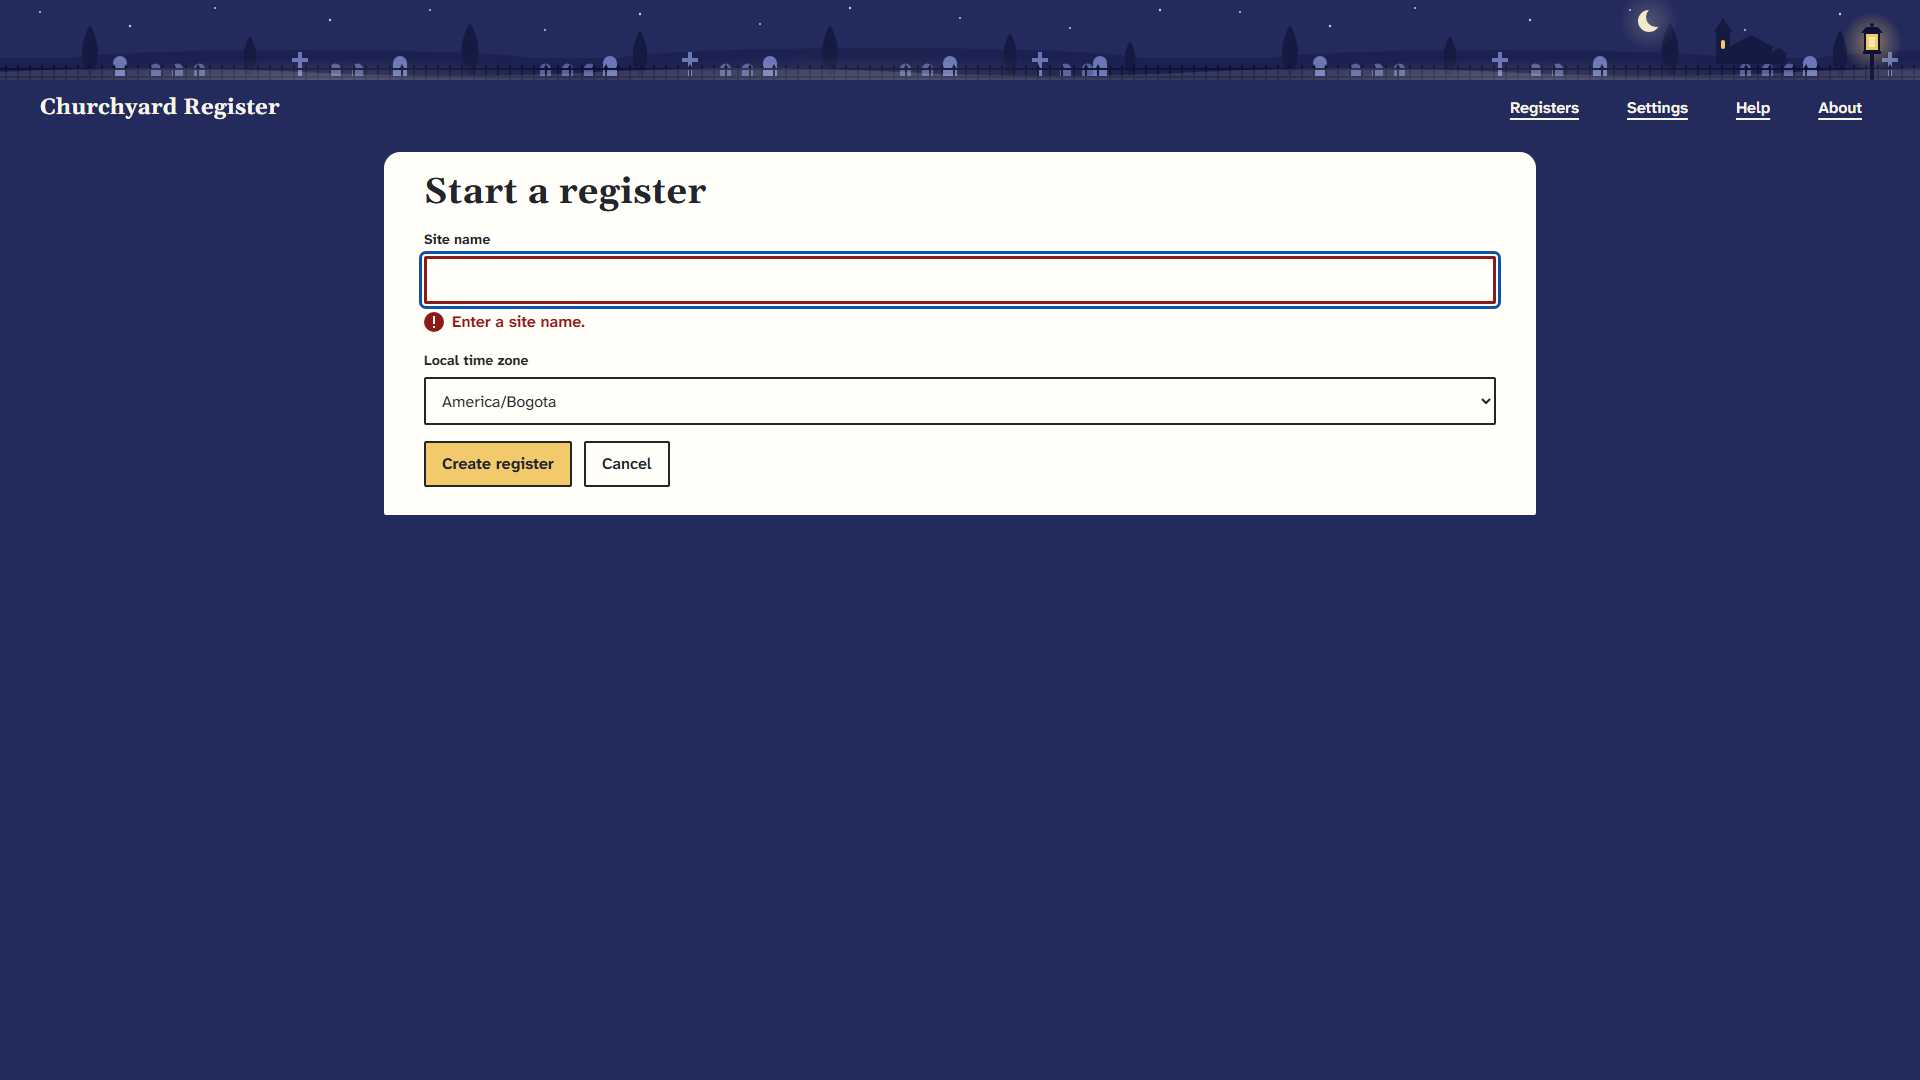 Churchyard Register
Registers Settings Help About
Start a register
Site name
Enter a site name.
Local time zone
America/Bogota
Create register Cancel